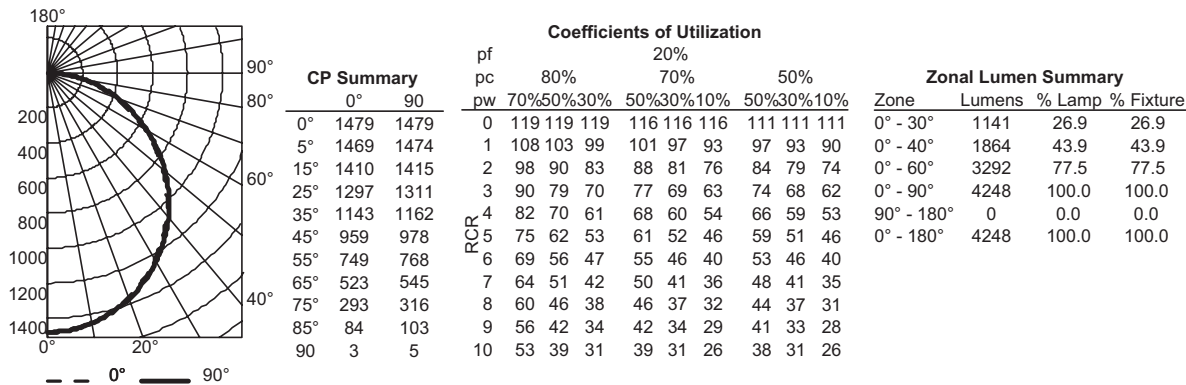 180°
90°
80°
200
400
60°
600
800
1000
1200
40°
1400
0° 20°
0° 90°
CP Summary
0° 90
0° 1479 1479
5° 1469 1474
15° 1410 1415
25° 1297 1311
35° 1143 1162
45° 959 978
55° 749 768
65° 523 545
75° 293 316
85° 84 103
90 3 5
Coefficients of Utilization
pf 20%
pc 80% 70% 50%
pw 70%50%30% 50%30%10% 50%30%10%
RCR
0 119 119 119 116 116 116 111 111 111
1 108 103 99 101 97 93 97 93 90
2 98 90 83 88 81 76 84 79 74
3 90 79 70 77 69 63 74 68 62
4 82 70 61 68 60 54 66 59 53
5 75 62 53 61 52 46 59 51 46
6 69 56 47 55 46 40 53 46 40
7 64 51 42 50 41 36 48 41 35
8 60 46 38 46 37 32 44 37 31
9 56 42 34 42 34 29 41 33 28
10 53 39 31 39 31 26 38 31 26
Zonal Lumen Summary
Zone Lumens % Lamp % Fixture
0° - 30° 1141 26.9 26.9
0° - 40° 1864 43.9 43.9
0° - 60° 3292 77.5 77.5
0° - 90° 4248 100.0 100.0
90° - 180° 0 0.0 0.0
0° - 180° 4248 100.0 100.0